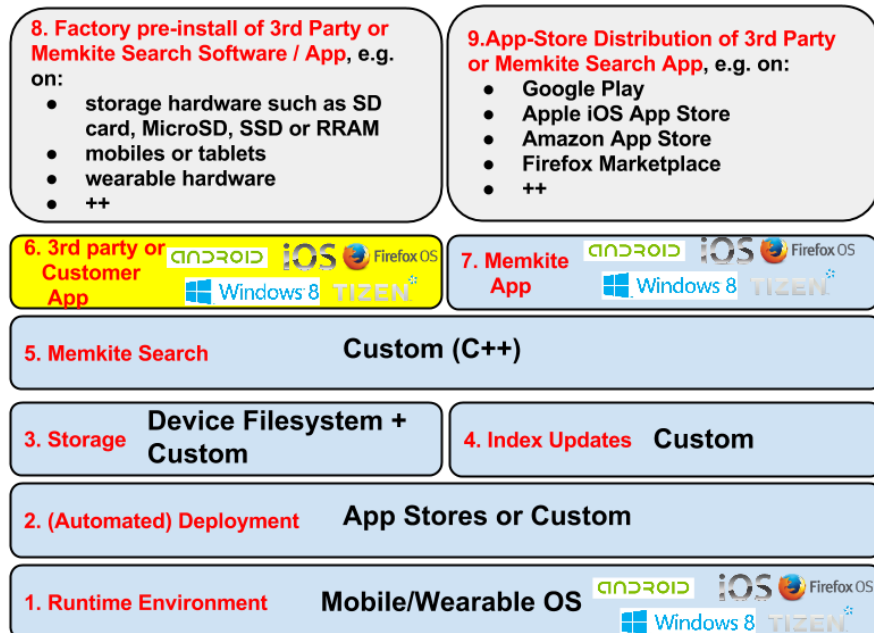 8. Factory pre-install of 3rd Party or
Memkite Search Software / App, e.g.
on:
● storage hardware such as SD
card, MicroSD, SSD or RRAM
● mobiles or tablets
● wearable hardware
● ++
9.App-Store Distribution of 3rd Party
or Memkite Search App, e.g. on:
● Google Play
● Apple iOS App Store
● Amazon App Store
● Firefox Marketplace
● ++
6. 3rd party or
Customer
App
ANDROID iOS Firefox OS
Windows 8 TIZEN
7. Memkite
App
ANDROID iOS Firefox OS
Windows 8 TIZEN
5. Memkite Search Custom (C++)
3. Storage Device Filesystem +
Custom
4. Index Updates Custom
2. (Automated) Deployment App Stores or Custom
1. Runtime Environment Mobile/Wearable OS
ANDROID iOS Firefox OS
Windows 8 TIZEN